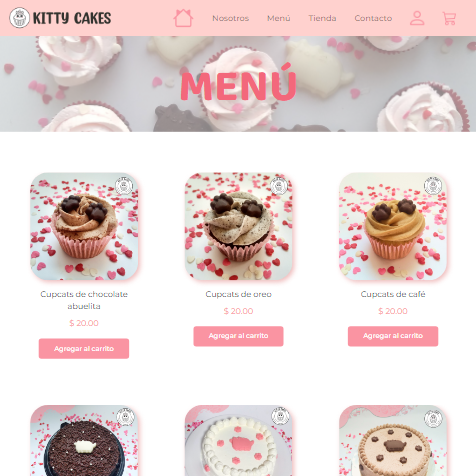 KITTY CAKES
Nosotros Menú Tienda Contacto
MENÚ
Cupcats de chocolate
abuelita
$ 20.00
Agregar al carrito
Cupcats de oreo
$ 20.00
Agregar al carrito
Cupcats de café
$ 20.00
Agregar al carrito